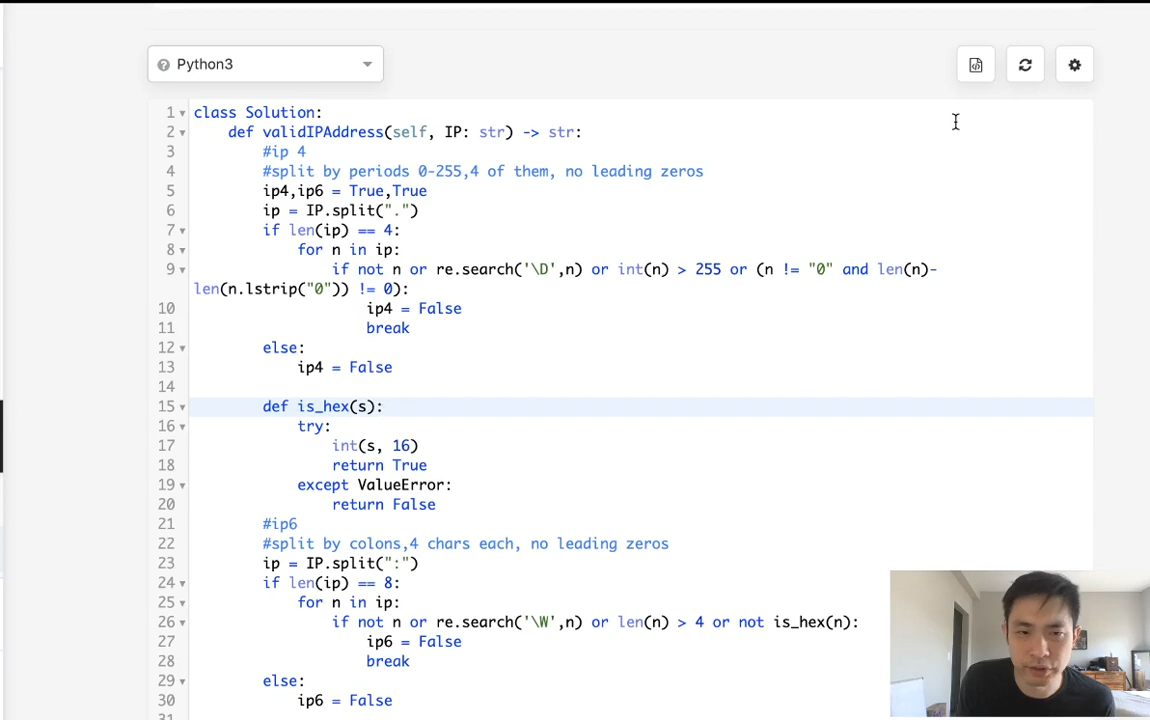 Python3
1 class Solution:
2 def validIPAddress(self, IP: str) -> str:
3 #ip 4
4 #split by periods 0-255,4 of them, no leading zeros
5 ip4,ip6 = True,True
6 ip = IP.split(".")
7 if len(ip) == 4:
8 for n in ip:
9 if not n or re.search('\D',n) or int(n) > 255 or (n != "0" and len(n)-
len(n.lstrip("0")) != 0):
10 ip4 = False
11 break
12 else:
13 ip4 = False
14
15 def is_hex(s):
16 try:
17 int(s, 16)
18 return True
19 except ValueError:
20 return False
21 #ip6
22 #split by colons,4 chars each, no leading zeros
23 ip = IP.split(":")
24 if len(ip) == 8:
25 for n in ip:
26 if not n or re.search('\W',n) or len(n) > 4 or not is_hex(n):
27 ip6 = False
28 break
29 else:
30 ip6 = False
31